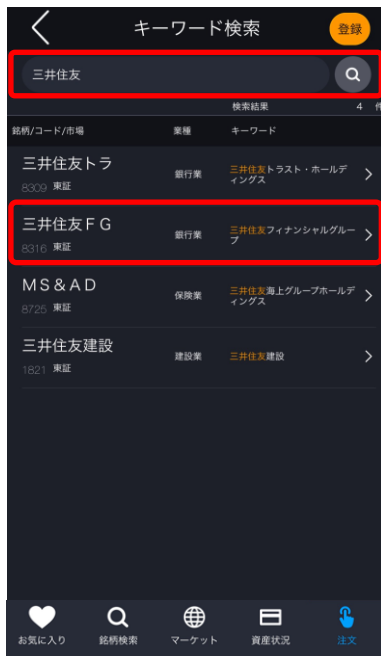 キーワード検索 登録
三井住友
検索結果 4 件
銘柄/コード/市場 業種 キーワード
三井住友トラ
8309 東証
銀行業
三井住友トラスト・ホールデ
ィングス
三井住友ＦＧ
8316 東証
銀行業
三井住友フィナンシャルグルー
プ
ＭＳ＆ＡＤ
8725 東証
保険業
三井住友海上グループホールデ
ィングス
三井住友建設
1821 東証
建設業
三井住友建設
お気に入り 銘柄検索 マーケット 資産状況 注文